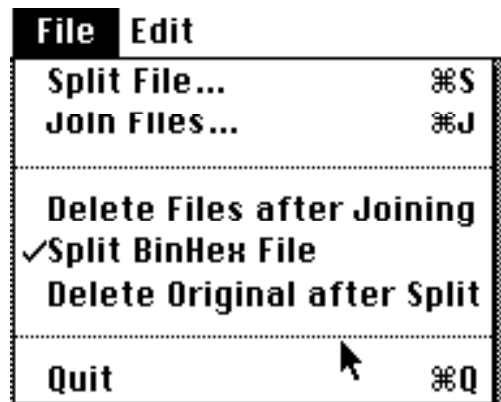 File Edit
Split File... ⌘S
Join Files... ⌘J
Delete Files after Joining
✓Split BinHex File
Delete Original after Split
Quit ⌘Q